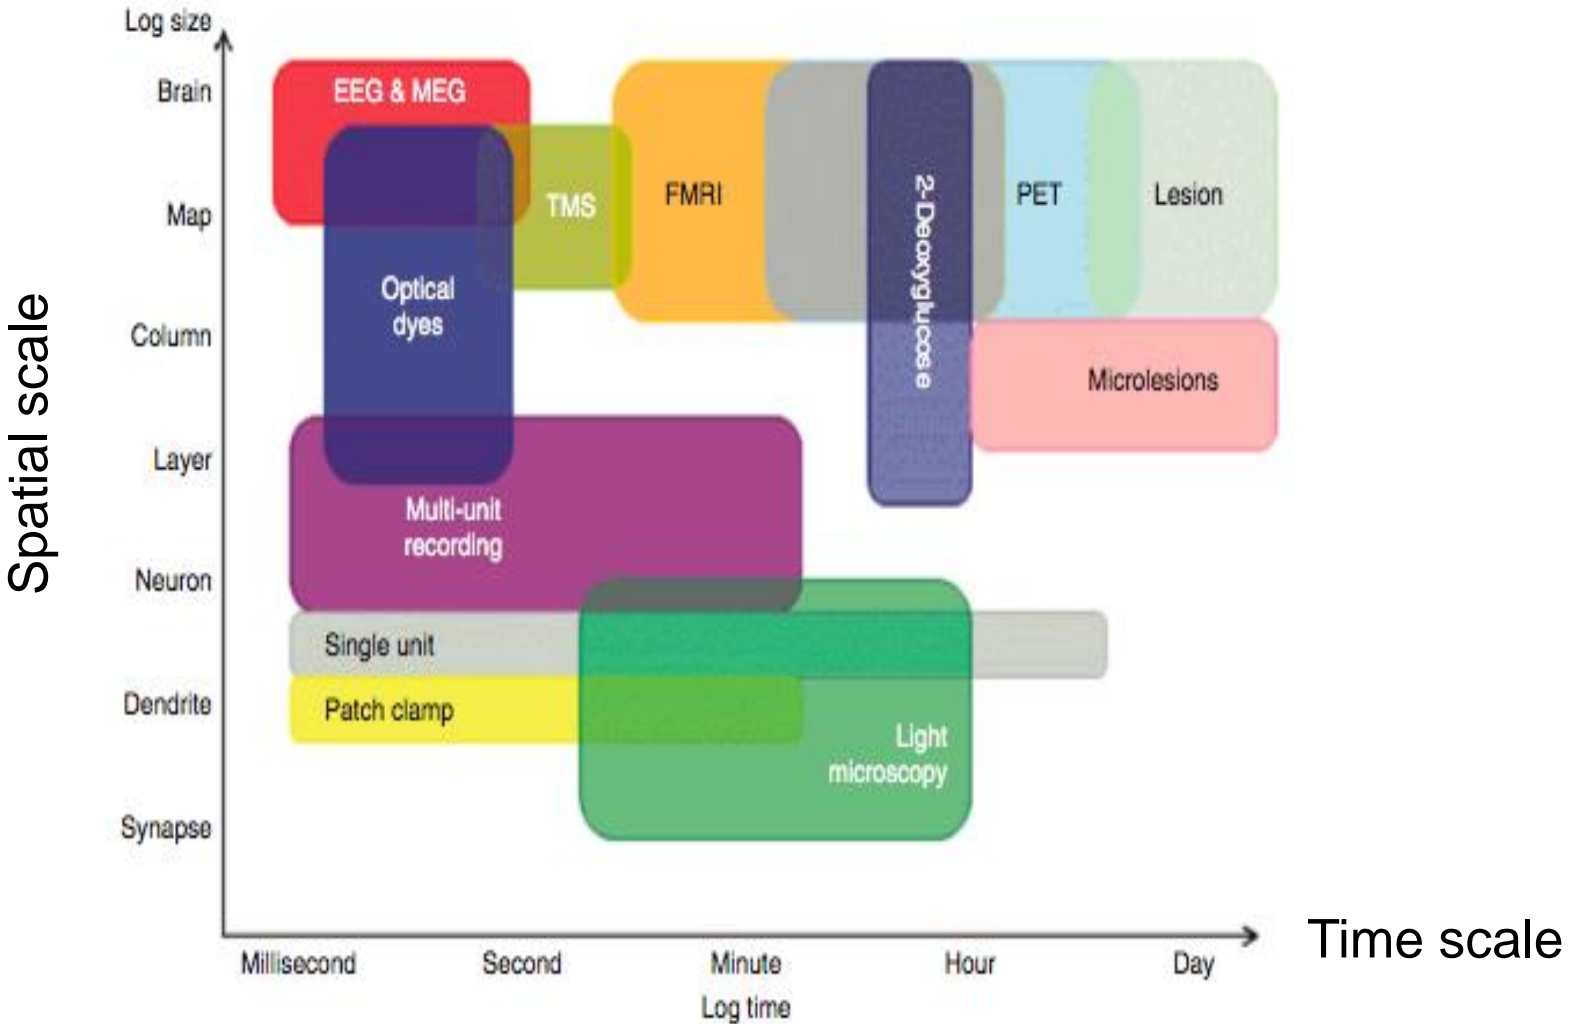 Log size
Brain
Map
Column
Layer
Neuron
Dendrite
Synapse
Spatial scale
EEG & MEG
Optical
dyes
TMS
FMRI
2-Deoxyglucose
PET
Lesion
Microlesions
Multi-unit
recording
Single unit
Patch clamp
Light
microscopy
Millisecond
Second
Minute
Hour
Day
Log time
Time scale